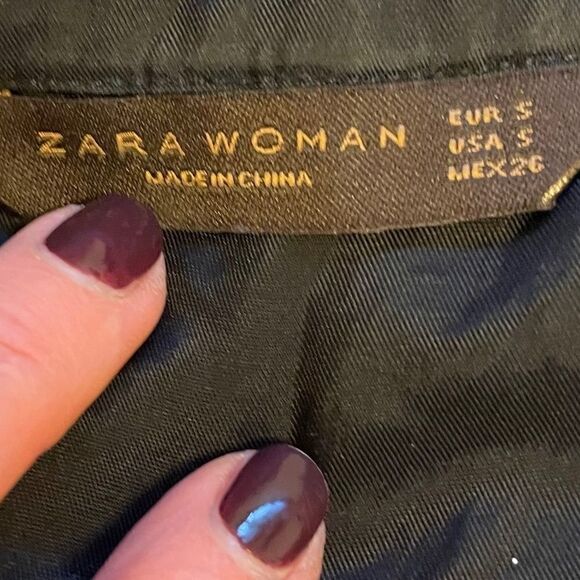 ZARA WOMAN
MADE IN CHINA
EUR S
USA S
MEX 26